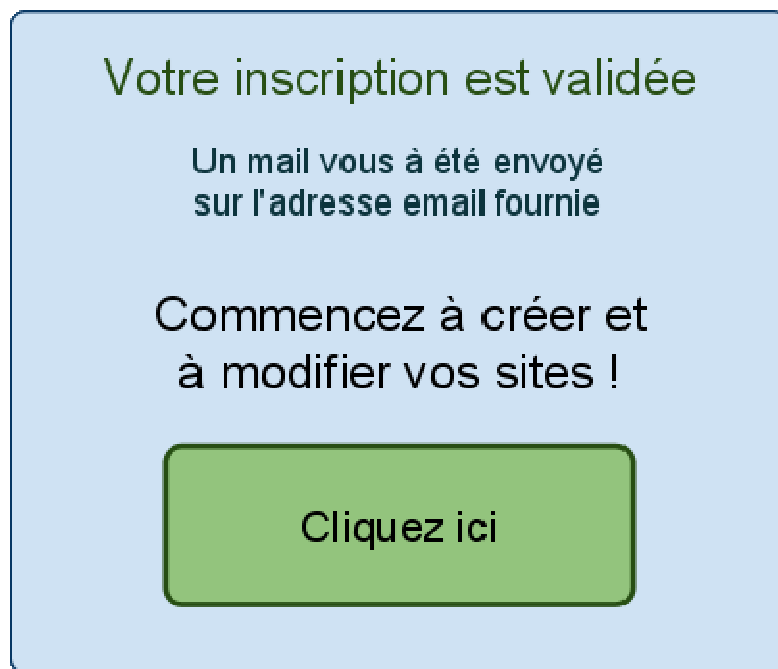 Votre inscription est validée
Un mail vous à été envoyé
sur l'adresse email fournie
Commencez à créer et
à modifier vos sites !
Cliquez ici